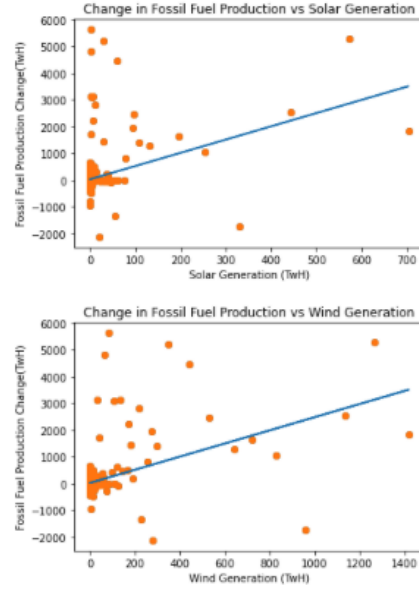 Change in Fossil Fuel Production vs Solar Generation
6000
5000
4000
3000
2000
1000
0
-1000
-2000
Fossil Fuel Production Change(TwH)
0 100 200 300 400 500 600 700
Solar Generation (TwH)
Change in Fossil Fuel Production vs Wind Generation
6000
5000
4000
3000
2000
1000
0
-1000
-2000
Fossil Fuel Production Change(TwH)
0 200 400 600 800 1000 1200 1400
Wind Generation (TwH)